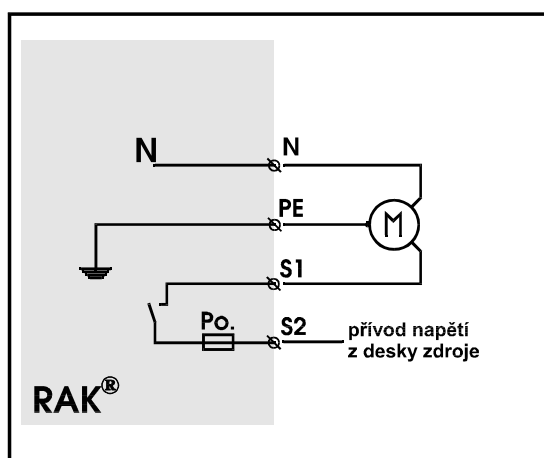 N
N
PE
M
S1
Po.
S2
přívod napětí
z desky zdroje
RAK®